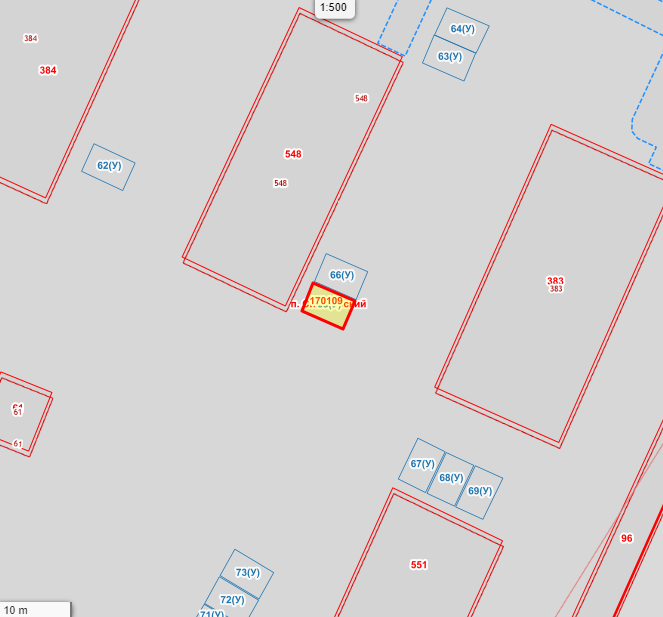 1:500
384
384
64(У)
63(У)
548
548
548
62(У)
66(У)
170109
п.
ский
383
383
61
61
67(У)
68(У)
69(У)
551
96
73(У)
72(У)
71(У)
10 m